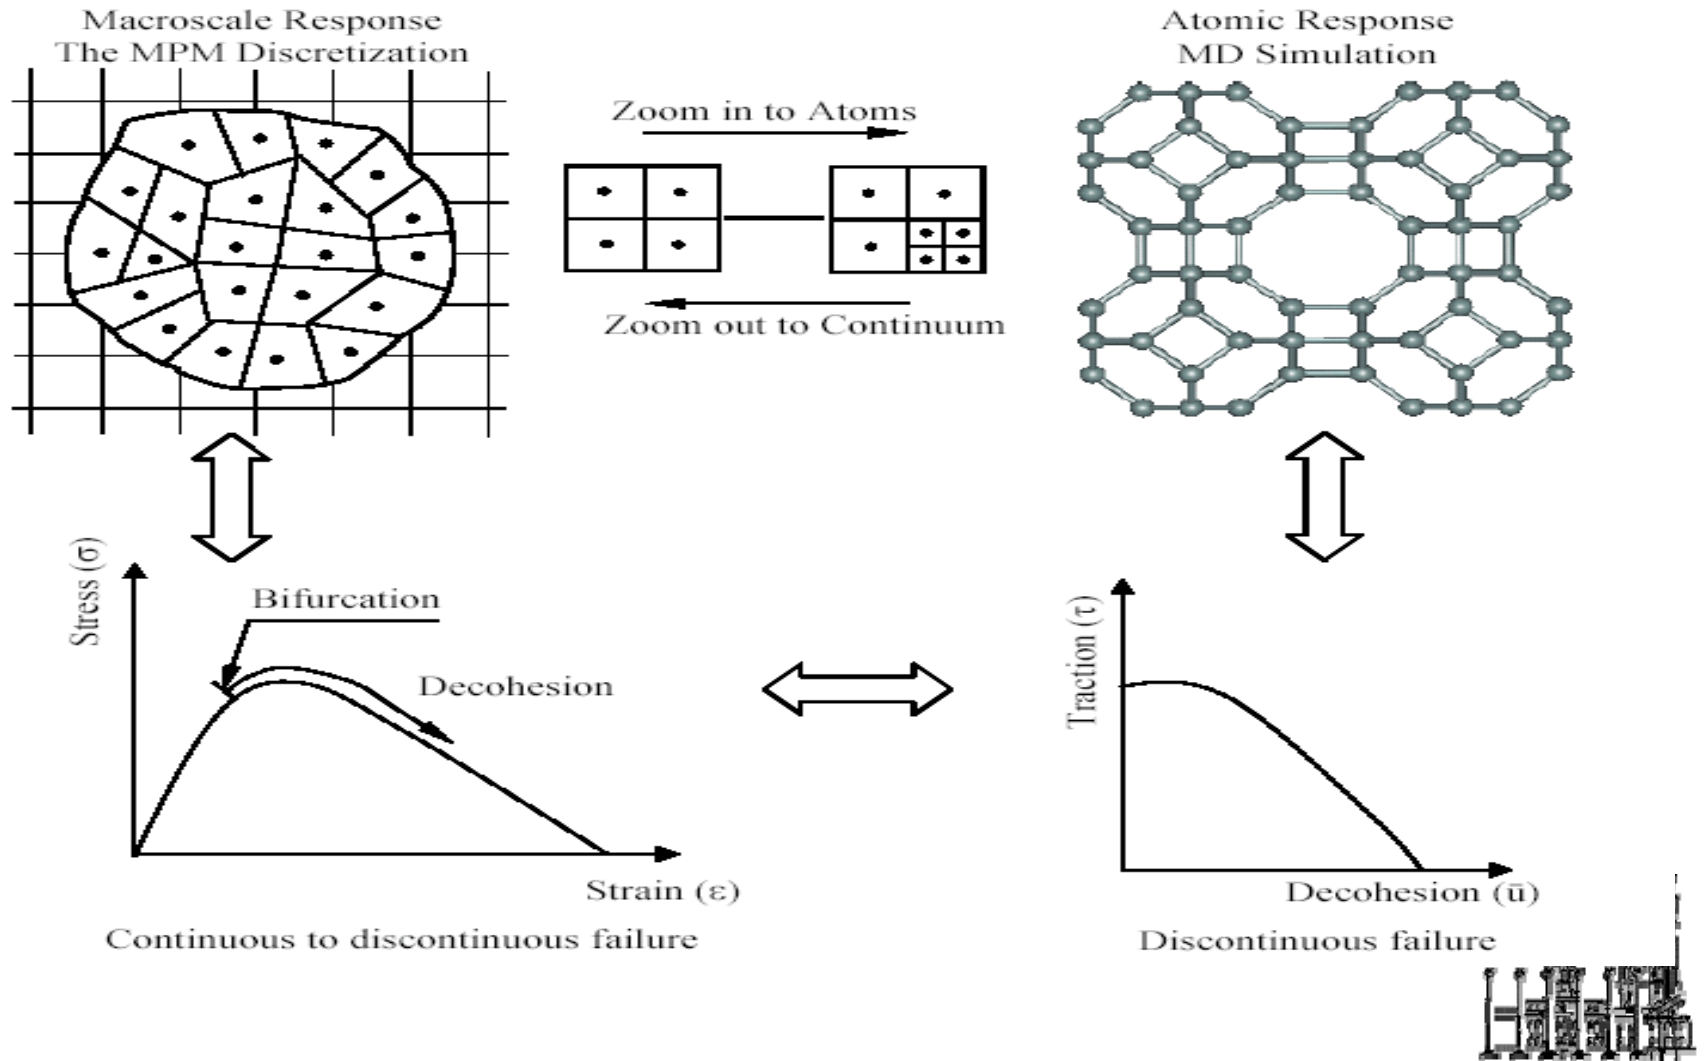 Macroscale Response
The MPM Discretization
Atomic Response
MD Simulation
Zoom in to Atoms
Zoom out to Continuum
Stress (σ)
Bifurcation
Decohesion
Strain (ε)
Continuous to discontinuous failure
Traction (τ)
Decohesion (ū)
Discontinuous failure